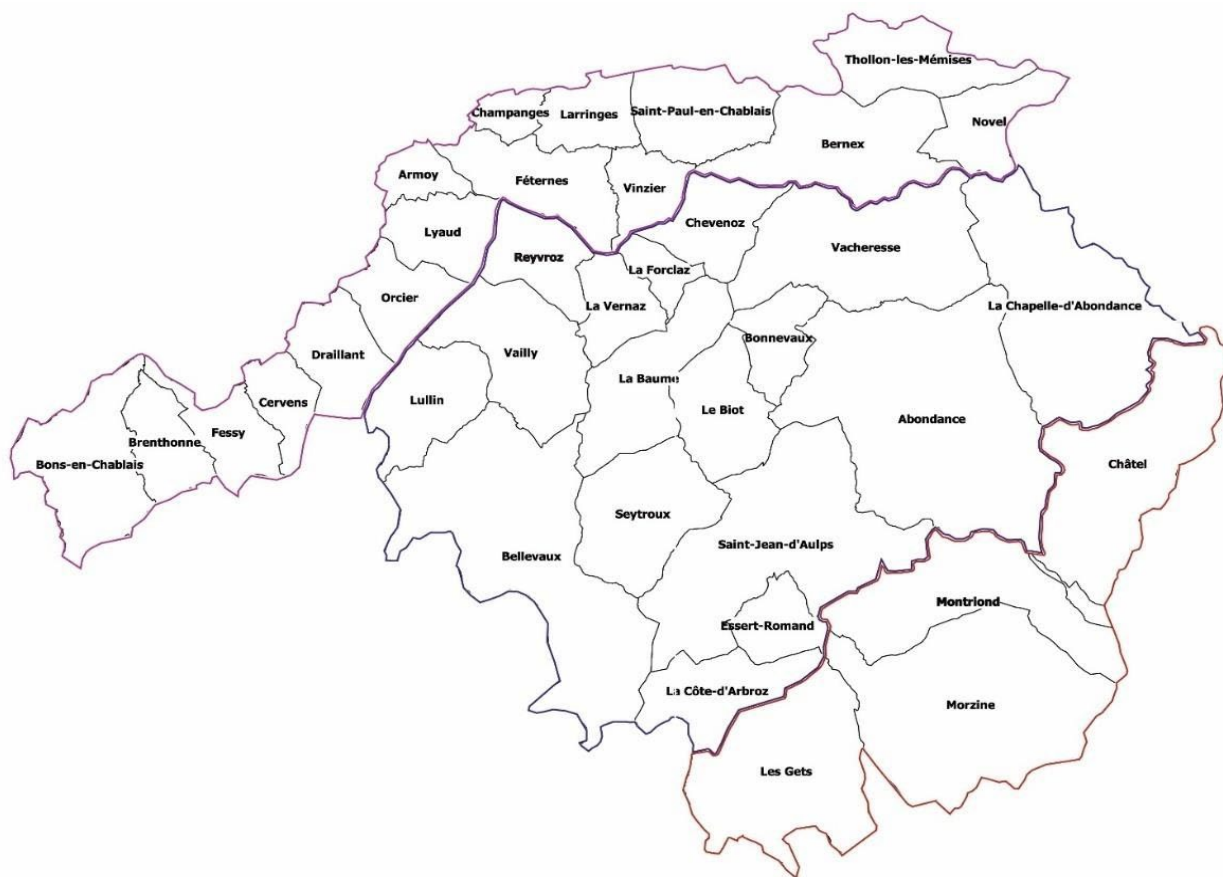 Thollon-les-Mémises
Champanges
Larringes
Saint-Paul-en-Chablais
Novel
Bernex
Armoy
Féternes
Vinzier
Chevenoz
Lyaud
Vacheresse
Reyvroz
La Forclaz
Orcier
La Vernaz
La Chapelle-d'Abondance
Bonnevaux
Draillant
Vailly
La Baume
Lullin
Cervens
Le Biot
Abondance
Fessy
Brenthonne
Bons-en-Chablais
Châtel
Seytroux
Saint-Jean-d'Aulps
Bellevaux
Montriond
Essert-Romand
La Côte-d'Arbroz
Morzine
Les Gets